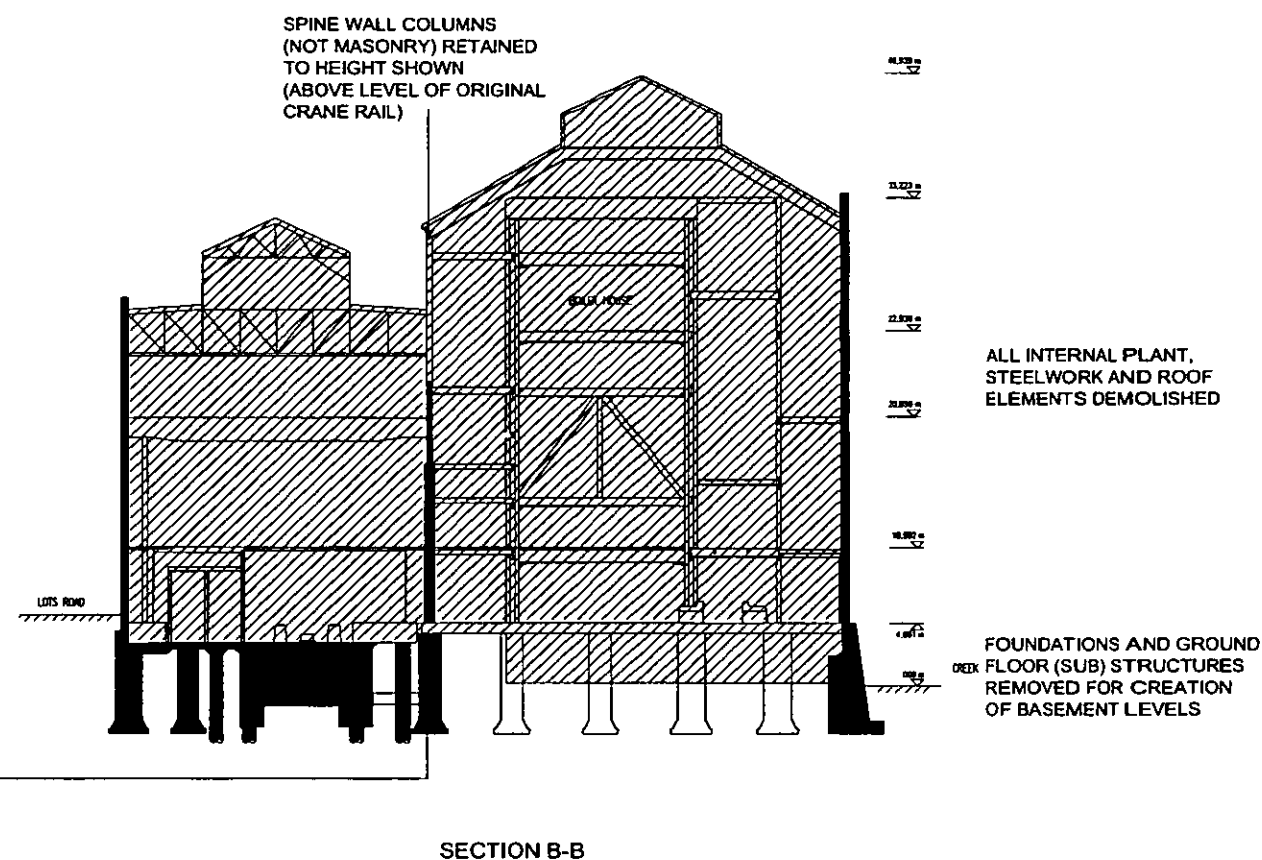 SPINE WALL COLUMNS
(NOT MASONRY) RETAINED
TO HEIGHT SHOWN
(ABOVE LEVEL OF ORIGINAL
CRANE RAIL)
33.223 m
BOILER HOUSE
ALL INTERNAL PLANT,
STEELWORK AND ROOF
ELEMENTS DEMOLISHED
LOTS ROAD
CREEK
FOUNDATIONS AND GROUND
FLOOR (SUB) STRUCTURES
REMOVED FOR CREATION
OF BASEMENT LEVELS
SECTION B-B